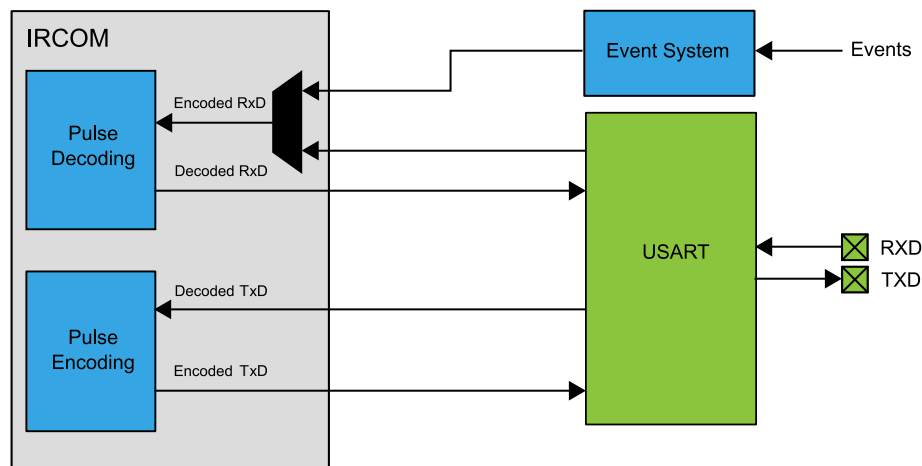 IRCOM
Event System
Events
Encoded RxD
Pulse
Decoding
Decoded RxD
USART
RXD
TXD
Decoded TxD
Pulse
Encoding
Encoded TxD